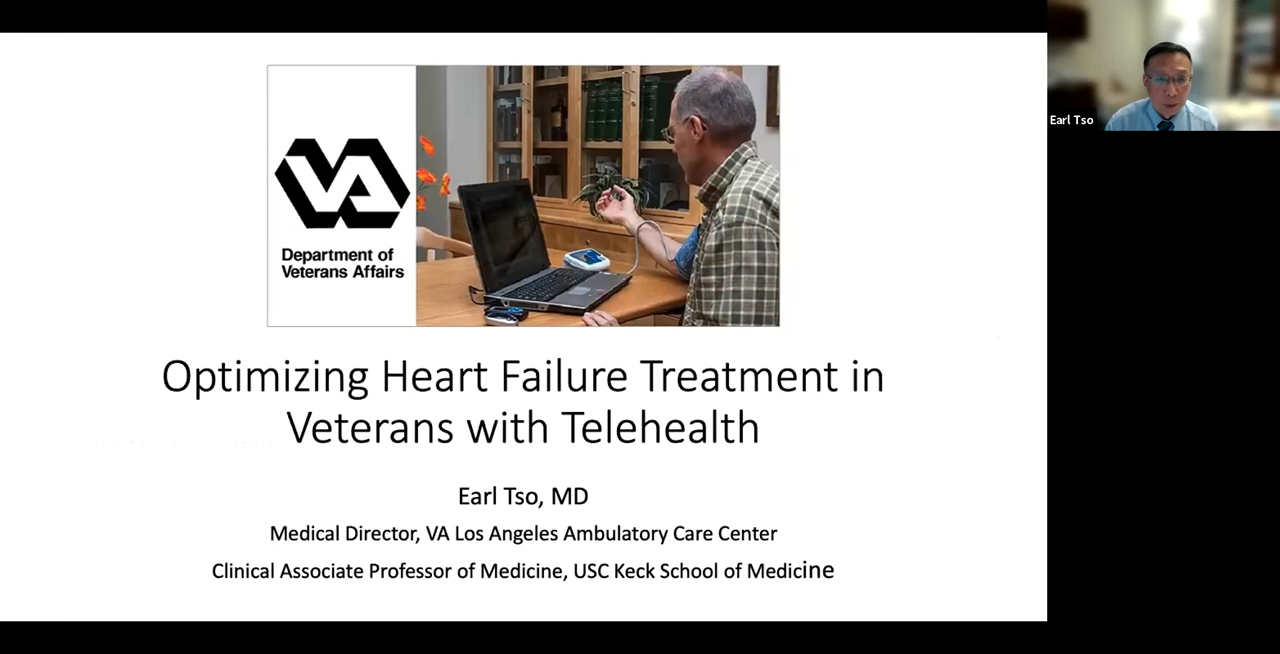 VA
Department of
Veterans Affairs
Earl Tso
Optimizing Heart Failure Treatment in
Veterans with Telehealth
Earl Tso, MD
Medical Director, VA Los Angeles Ambulatory Care Center
Clinical Associate Professor of Medicine, USC Keck School of Medicine